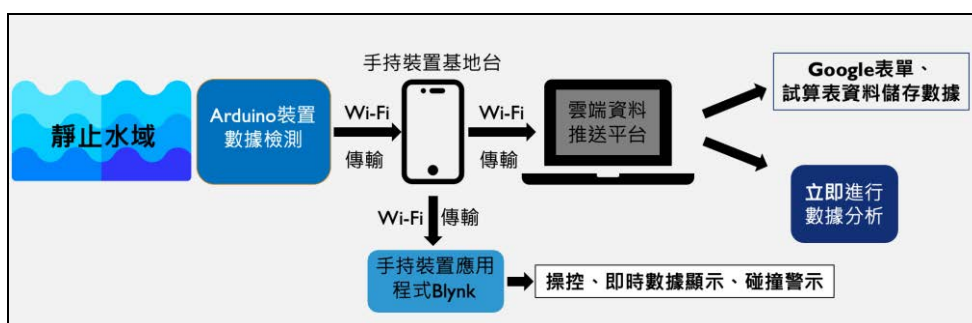 靜止水域
Arduino裝置
數據檢測
Wi-Fi
傳輸
手持裝置基地台
Wi-Fi
傳輸
雲端資料
推送平台
Google表單、
試算表資料儲存數據
立即進行
數據分析
Wi-Fi 傳輸
手持裝置應用
程式Blynk
操控、即時數據顯示、碰撞警示